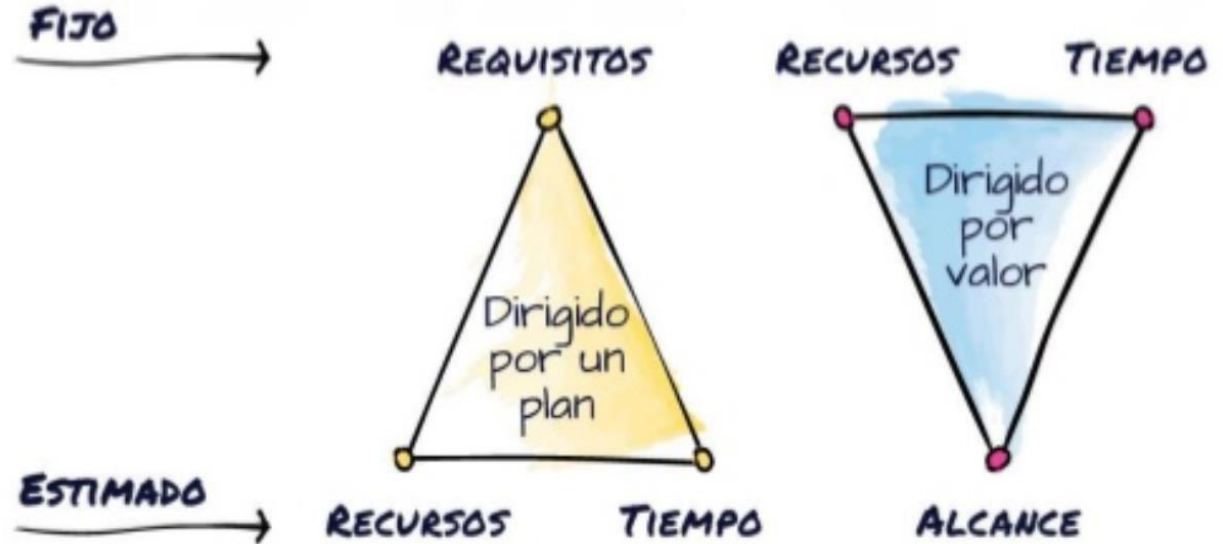 FIJO
REQUISITOS
RECURSOS
TIEMPO
Dirigido
por
valor
Dirigido
por un
plan
ESTIMADO
RECURSOS
TIEMPO
ALCANCE